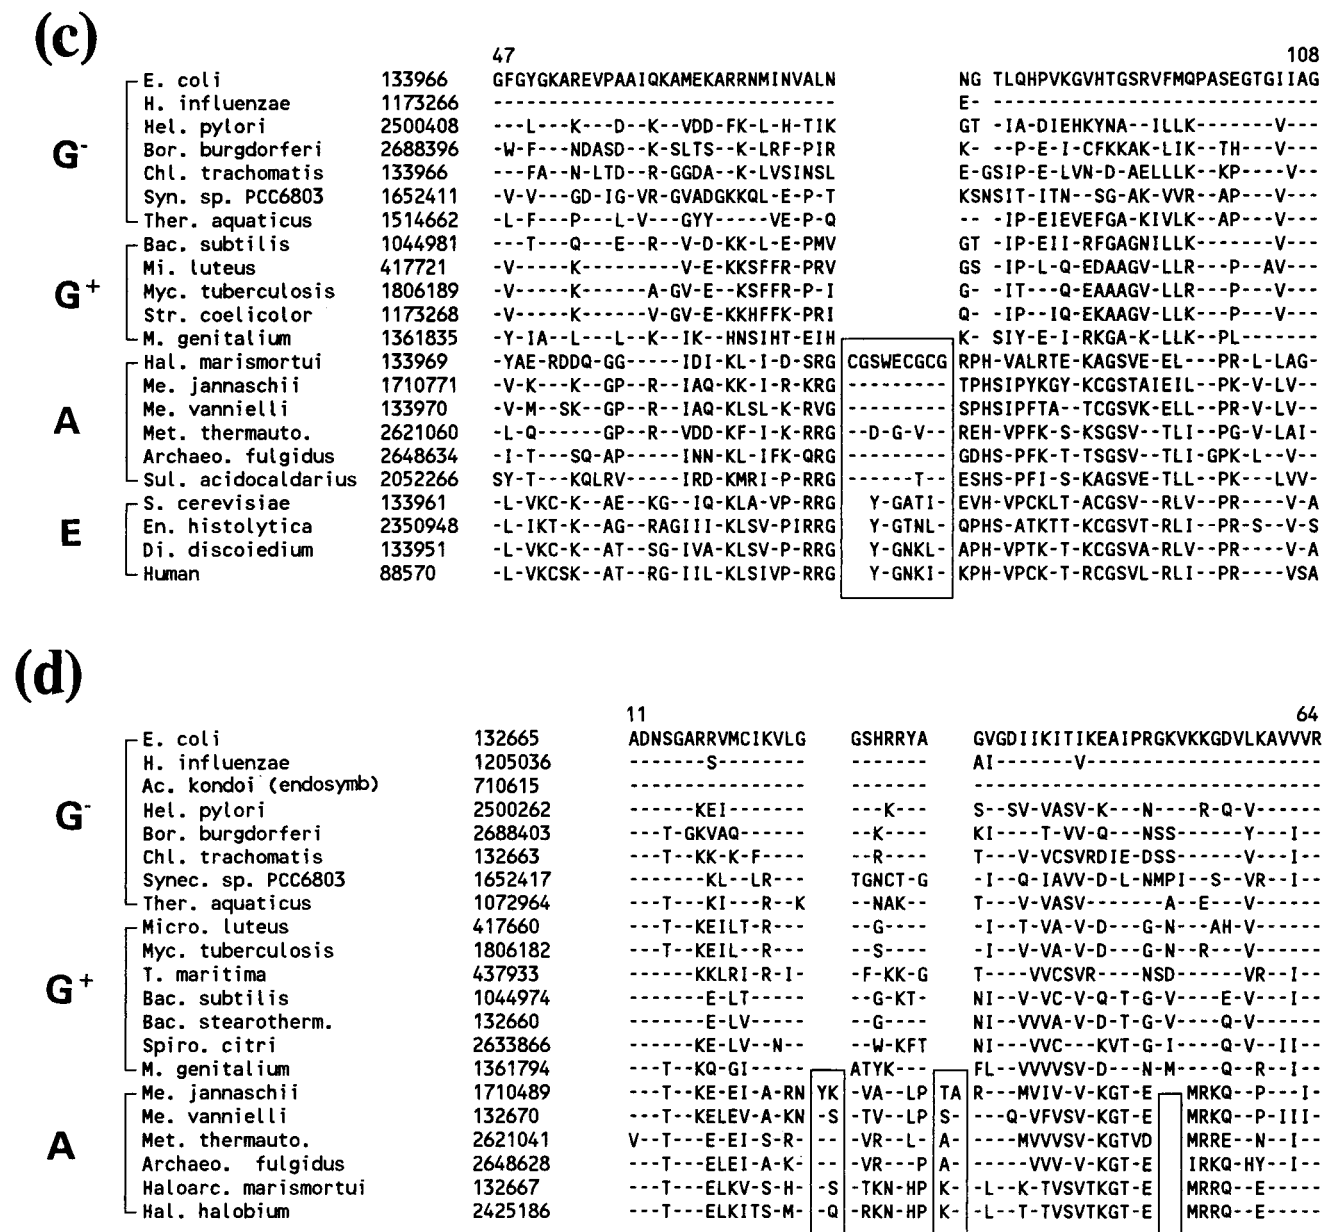 (c)
47 108
E. coli 133966 GFGYGKAREVPAAIQKAMEKARRNMINVALN NG TLQHPVKGVHTGSRVFMQPASEGTGIIAG
H. influenzae 1173266 ------------------------------- E- ------------------------------
Hel. pylori 2500408 ---L---K---D--K--VDD-FK-L-H-TIK GT -IA-DIEHKYNA--ILLK-------V---
Bor. burgdorferi 2688396 -W-F---NDASD--K-SLTS--K-LRF-PIR K- --P-E-I-CFKKAK-LIK--TH---V---
Chl. trachomatis 133966 ---FA--N-LTD--R-GGDA--K-LVSINSL E-GSIP-E-LVN-D-AELLLK--KP----V--
Syn. sp. PCC6803 1652411 -V-V---GD-IG-VR-GVADGKKQL-E-P-T KSNSIT-ITN--SG-AK-VVR--AP---V---
Ther. aquaticus 1514662 -L-F---P---L-V---GYY-----VE-P-Q -- -IP-EIEVEFGA-KIVLK--AP---V---
Bac. subtilis 1044981 ---T---Q---E--R--V-D-KK-L-E-PMV GT -IP-EII-RFGAGNILLK-------V---
Mi. luteus 417721 -V-----K---------V-E-KKSFFR-PRV GS -IP-L-Q-EDAAGV-LLR---P--AV---
Myc. tuberculosis 1806189 -V-----K------A-GV-E--KSFFR-P-I G- -IT---Q-EAAAGV-LLR---P---V---
Str. coelicolor 1173268 -V-----K------V-GV-E-KKHFFK-PRI Q- -IP--IQ-EKAAGV-LLK---P---V---
M. genitalium 1361835 -Y-IA--L---L--K--IK--HNSIHT-EIH K- SIY-E-I-RKGA-K-LLK--PL------
Hal. marismortui 133969 -YAE-RDDQ-GG-----IDI-KL-I-D-SRG CGSWECGCG RPH-VALRTE-KAGSVE-EL---PR-L-LAG-
Me. jannaschii 1710771 -V-K---K--GP--R--IAQ-KK-I-R-KRG --------- TPHSIPYKGY-KCGSTAIEIL--PK-V-LV--
Me. vannielli 133970 -V-M--SK--GP--R--IAQ-KLSL-K-RVG --------- SPHSIPFTA--TCGSVK-ELL--PR-V-LV--
Met. thermauto. 2621060 -L-Q------GP--R--VDD-KF-I-K-RRG --D-G-V-- REH-VPFK-S-KSGSV--TLI--PG-V-LAI-
Archaeo. fulgidus 2648634 -I-T---SQ-AP-----INN-KL-IFK-QRG --------- GDHS-PFK-T-TSGSV--TLI-GPK-L--V--
Sul. acidocaldarius 2052266 SY-T---KQLRV-----IRD-KMRI-P-RRG ------T-- ESHS-PFI-S-KAGSVE-TLL--PK---LVV-
S. cerevisiae 133961 -L-VKC-K--AE--KG--IQ-KLA-VP-RRG Y-GATI- EVH-VPCKLT-ACGSV--RLV--PR----V-A
En. histolytica 2350948 -L-IKT-K--AG--RAGIII-KLSV-PIRRG Y-GTNL- QPHS-ATKTT-KCGSVT-RLI--PR-S--V-S
Di. discoiedium 133951 -L-VKC-K--AT--SG-IVA-KLSV-P-RRG Y-GNKL- APH-VPTK-T-KCGSVA-RLV--PR----V-A
Human 88570 -L-VKCSK--AT--RG-IIL-KLSIVP-RRG Y-GNKI- KPH-VPCK-T-RCGSVL-RLI--PR----VSA
G-
G+
A
E
(d)
11 64
E. coli 132665 ADNSGARRVMCIKVLG GSHRRYA GVGDIIKITIKEAIPRGKVKKGDVLKAVVVR
H. influenzae 1205036 -------S-------- ------- AI-------V---------------------
Ac. kondoi (endosymb) 710615 ---------------- ------- -------------------------------
Hel. pylori 2500262 ------KEI------- ---K--- S--SV-VASV-K---N----R-Q-V------
Bor. burgdorferi 2688403 ---T-GKVAQ------ --K---- KI----T-VV-Q---NSS------Y---I--
Chl. trachomatis 132663 ---T--KK-K-F---- --R---- T---V-VCSVRDIE-DSS------V---I--
Synec. sp. PCC6803 1652417 -------KL--LR--- TGNCT-G -I--Q-IAVV-D-L-NMPI--S--VR--I--
Ther. aquaticus 1072964 ---T--KI---R--K --NAK-- T---V-VASV-------A--E---V------
Micro. luteus 417660 ---T--KEILT-R--- --G---- -I--T-VA-V-D---G-N---AH-V------
Myc. tuberculosis 1806182 ---T--KEIL--R--- --S---- -I--V-VA-V-D---G-N--R---V------
T. maritima 437933 ------KKLRI-R-I- -F-KK-G T----VVCSVR----NSD------VR--I--
Bac. subtilis 1044974 -------E-LT----- --G-KT- NI--V-VC-V-Q-T-G-V----E-V---I--
Bac. stearotherm. 132660 -------E-LV----- --G---- NI--VVVA-V-D-T-G-V----Q-V------
Spiro. citri 2633866 ------KE-LV--N-- --W-KFT NI---VVC---KVT-G-I----Q-V--II--
M. genitalium 1361794 ---T--KQ-GI----- ATYK--- FL--VVVVSV-D---N-M----Q--R--I--
Me. jannaschii 1710489 ---T--KE-EI-A-RN YK -VA--LP TA R---MVIV-V-KGT-E MRKQ--P---I-
Me. vannielli 132670 ---T--KELEV-A-KN -S -TV--LP S- ---Q-VFVSV-KGT-E MRKQ--P-III-
Met. thermauto. 2621041 V--T---E-EI-S-R- -- -VR--L- A- ----MVVVSV-KGTVD MRRE--N--I--
Archaeo. fulgidus 2648628 ---T---ELEI-A-K- -- -VR---P A- -----VVV-V-KGT-E IRKQ-HY--I--
Haloarc. marismortui 132667 ---T---ELKV-S-H- -S -TKN-HP K- -L--K-TVSVTKGT-E MRRQ--E-----
Hal. halobium 2425186 ---T---ELKITS-M- -Q -RKN-HP K- -L--T-TVSVTKGT-E MRRQ--E-----
G-
G+
A